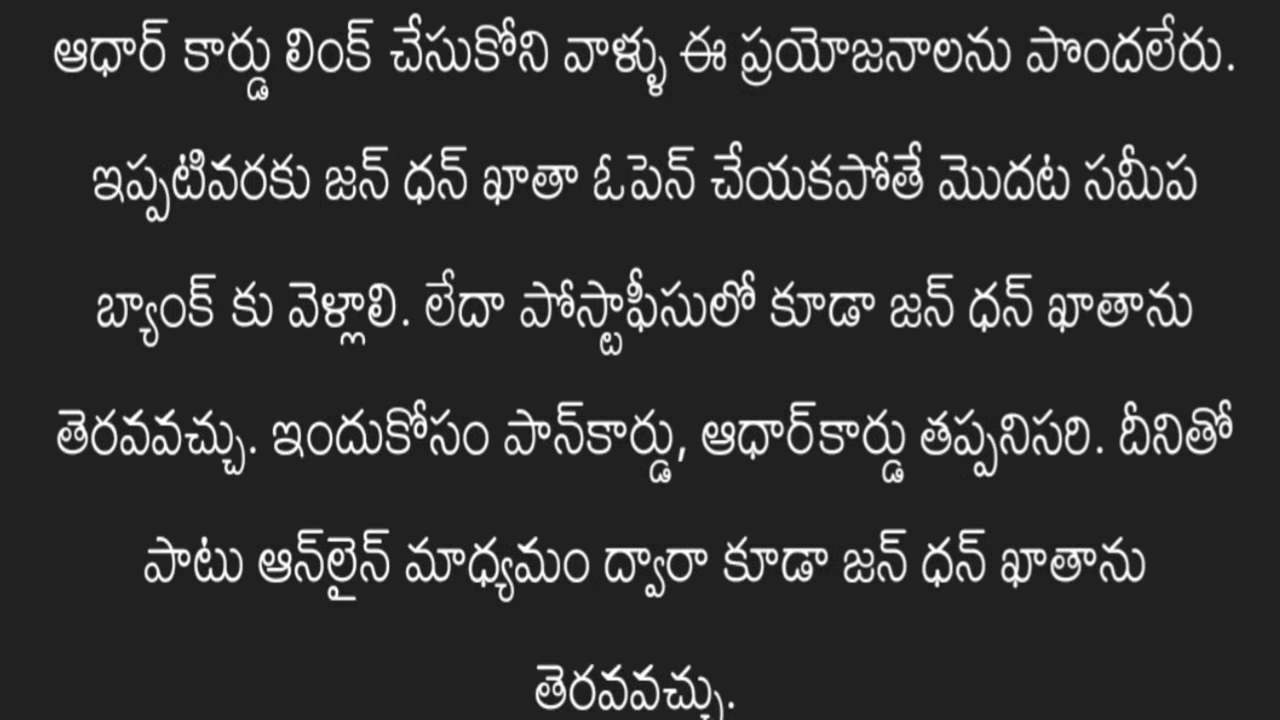 ఆధార్ కార్డు లింక్ చేసుకోని వాళ్ళు ఈ ప్రయోజనాలను పొందలేరు.
ఇప్పటివరకు జన్ ధన్ ఖాతా ఓపెన్ చేయకపోతే మొదట సమీప
బ్యాంక్ కు వెళ్లాలి. లేదా పోస్టాఫీసులో కూడా జన్ ధన్ ఖాతాను
తెరవవచ్చు. ఇందుకోసం పాన్‌కార్డు, ఆధార్‌కార్డు తప్పనిసరి. దీనితో
పాటు ఆన్‌లైన్ మాధ్యమం ద్వారా కూడా జన్ ధన్ ఖాతాను
తెరవవచ్చు.